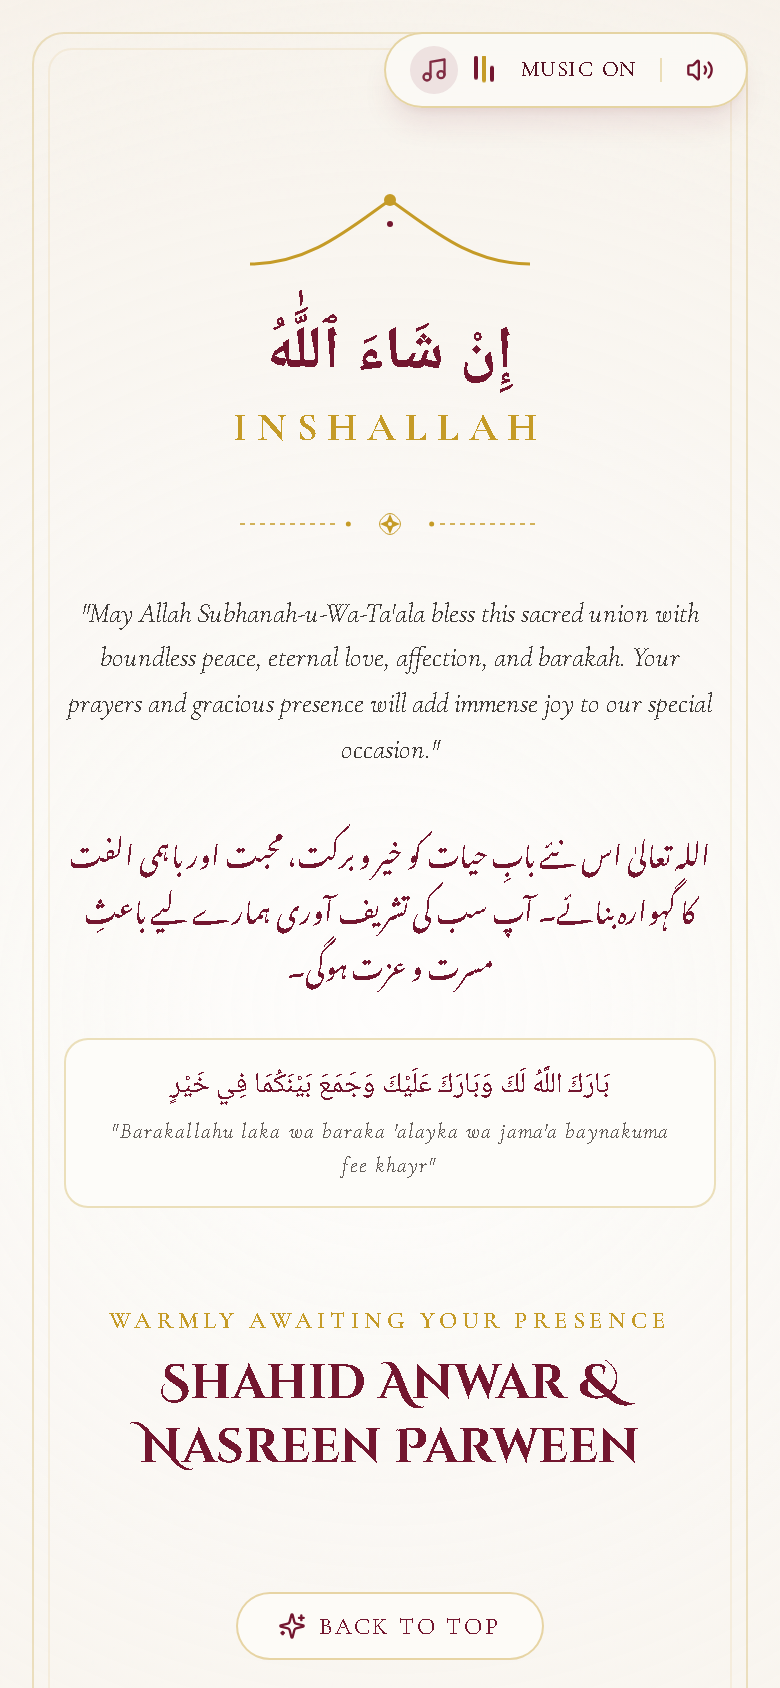 MUSIC ON
إِنْ شَاءَ ٱللَّٰهُ
INSHALLAH
"May Allah Subhanah-u-Wa-Ta'ala bless this sacred union with
boundless peace, eternal love, affection, and barakah. Your
prayers and gracious presence will add immense joy to our special
occasion."
اللہ تعالیٰ اس نئے بابِ حیات کو خیر و برکت، محبت اور باہمی الفت
کا گہوارہ بنائے۔ آپ سب کی تشریف آوری ہمارے لیے باعثِ
مسرت و عزت ہوگی۔
بَارَكَ اللَّهُ لَكَ وَبَارَكَ عَلَيْكَ وَجَمَعَ بَيْنَكُمَا فِي خَيْرٍ
"Barakallahu laka wa baraka 'alayka wa jama'a baynakuma
fee khayr"
WARMLY AWAITING YOUR PRESENCE
SHAHID ANWAR &
NASREEN PARWEEN
BACK TO TOP